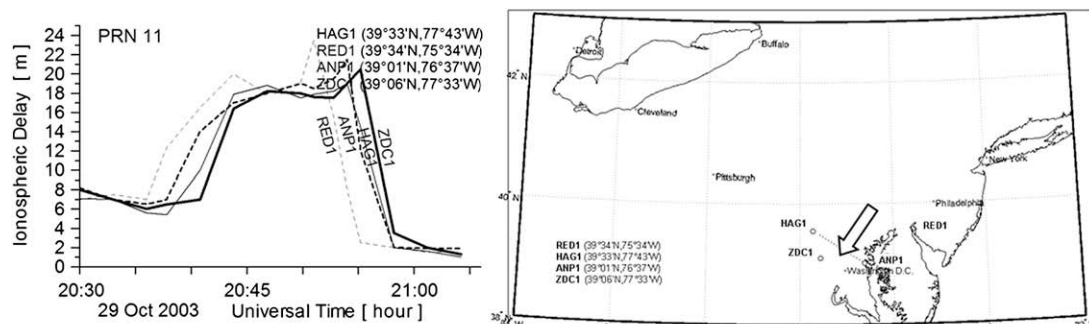 PRN 11
HAG1 (39°33'N,77°43'W)
RED1 (39°34'N,75°34'W)
ANP1 (39°01'N,76°37'W)
ZDC1 (39°06'N,77°33'W)
Ionospheric Delay [ m ]
24
22
20
18
16
14
12
10
8
6
4
2
0
RED1
ANP1
HAG1
ZDC1
20:30
20:45
21:00
29 Oct 2003
Universal Time [ hour ]
Detroit
Buffalo
42°N
Cleveland
New York
Pittsburgh
40°N
Philadelphia
HAG1
RED1
ZDC1
ANP1
Washington D.C.
RED1 (39°34'N,75°34'W)
HAG1 (39°33'N,77°43'W)
ANP1 (39°01'N,76°37'W)
ZDC1 (39°06'N,77°33'W)